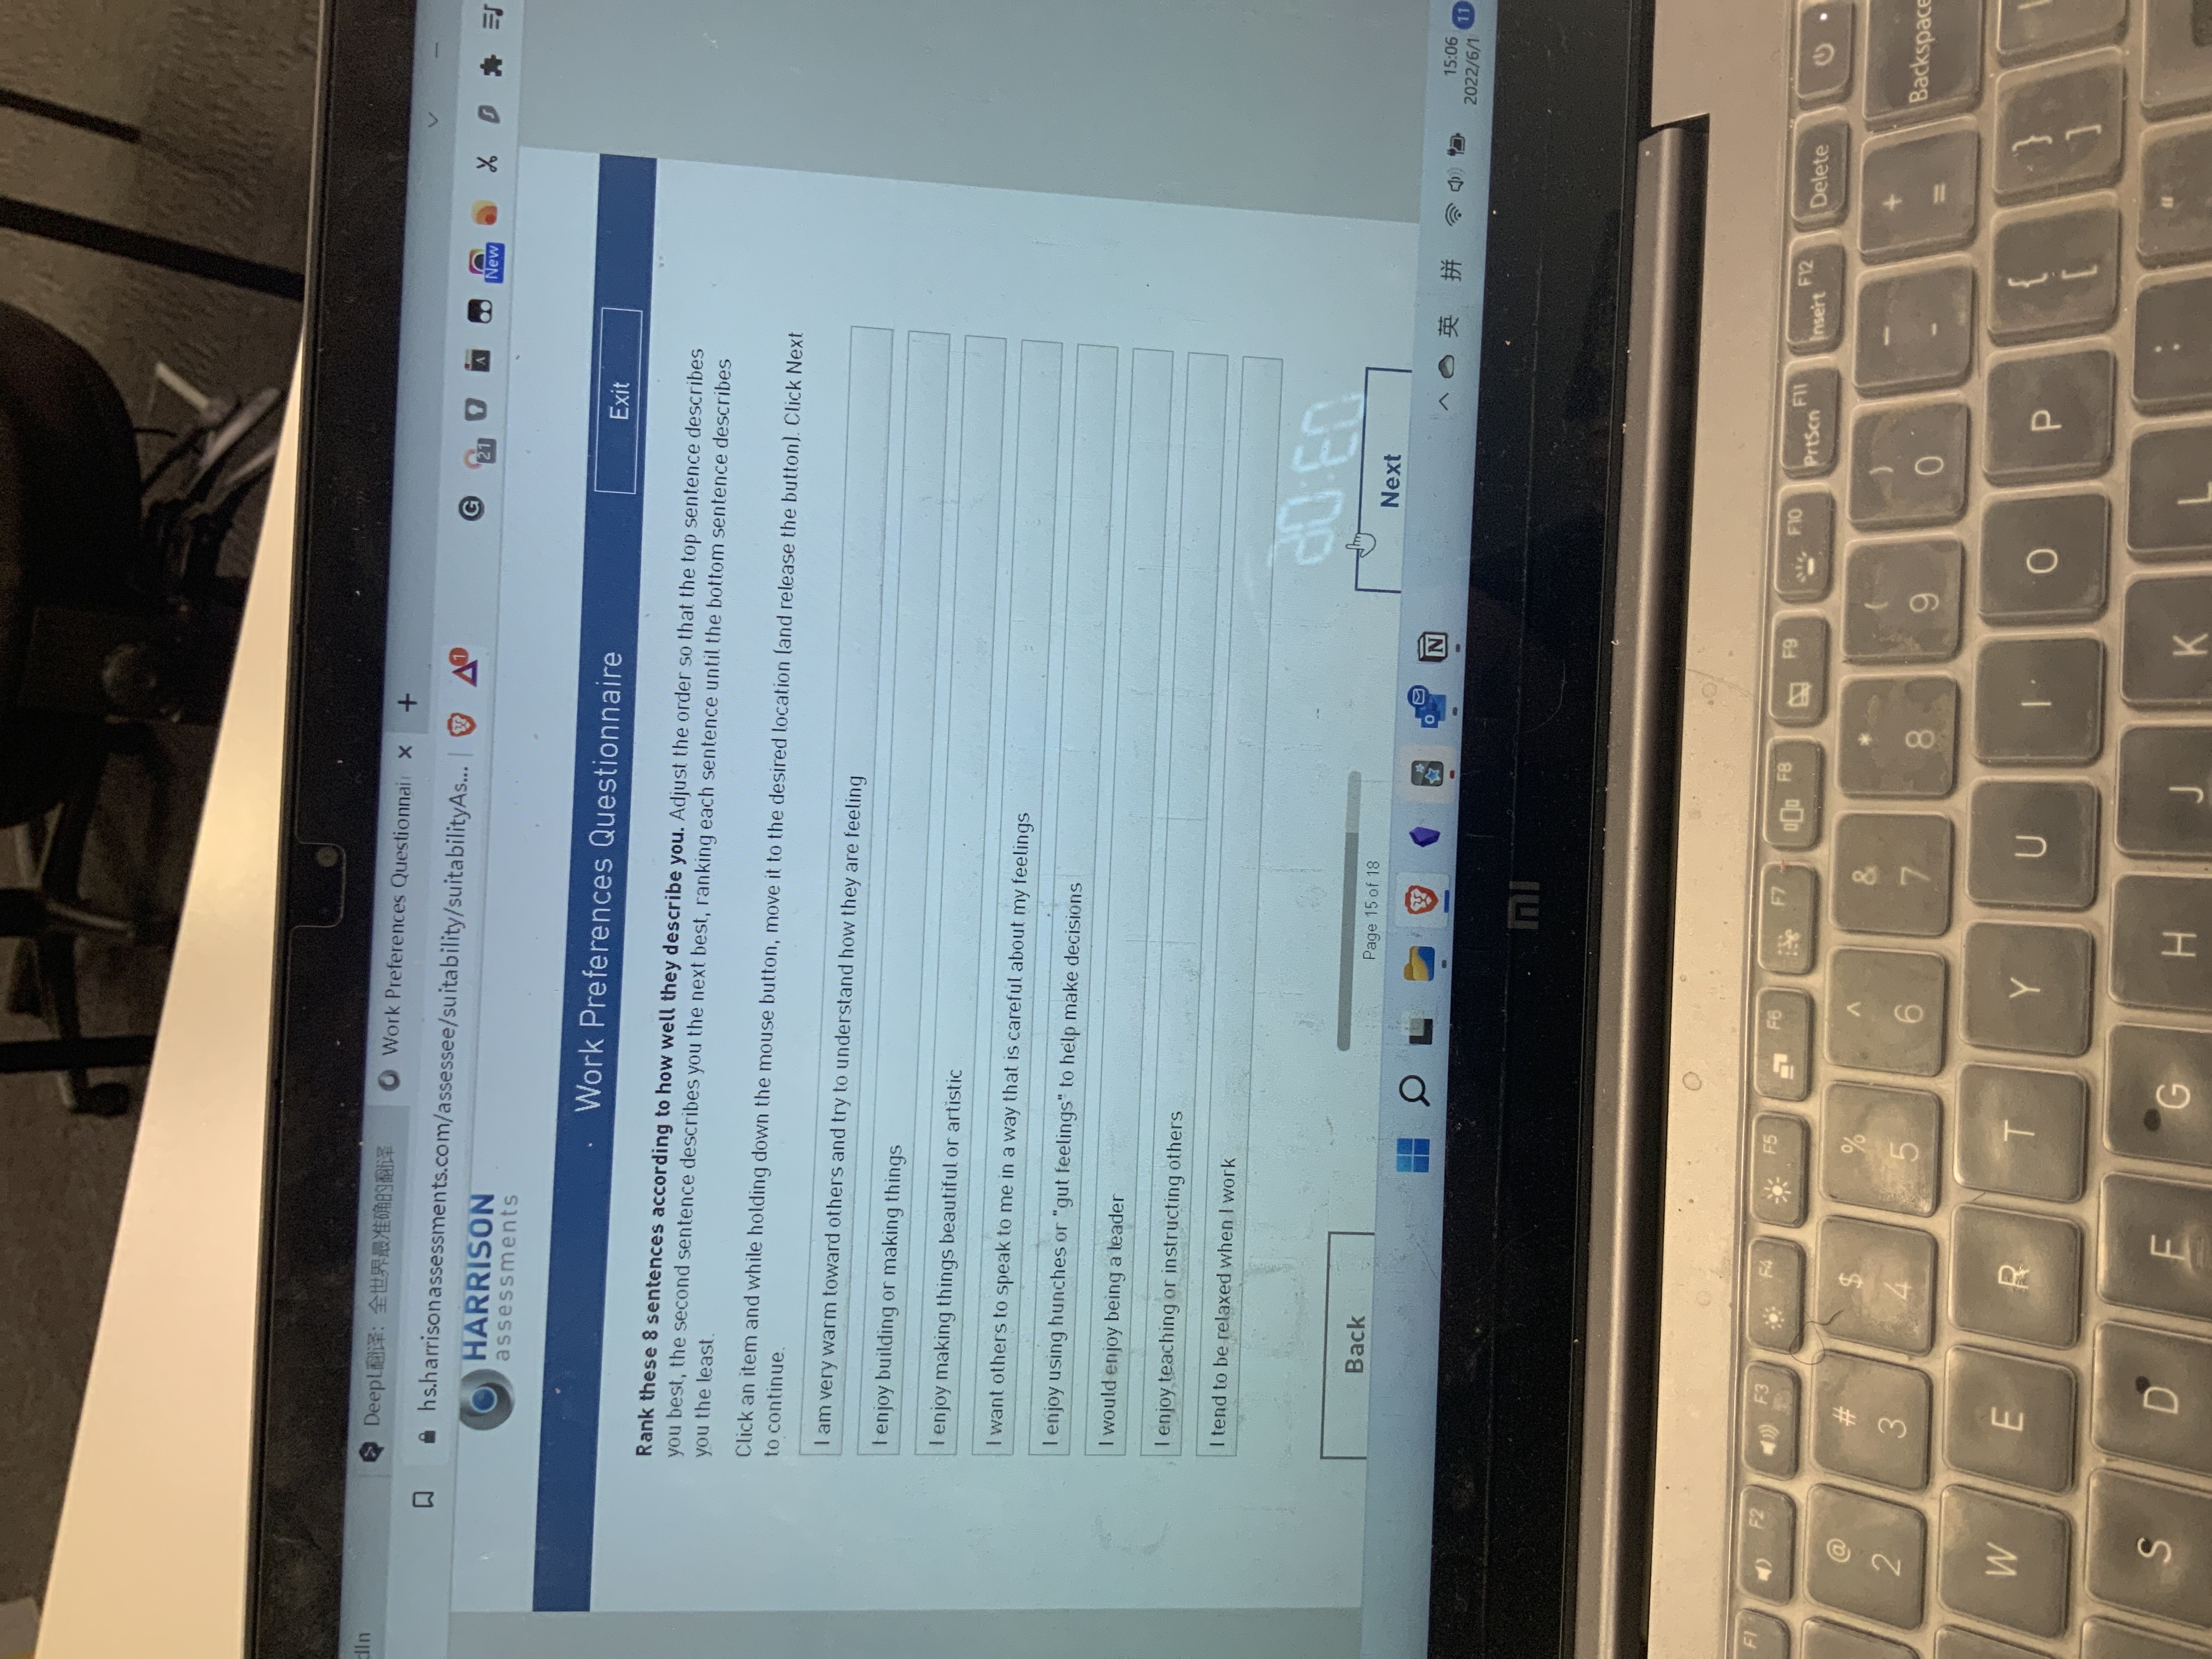 dIn
DeepL翻译：全世界最准确的翻译
Work Preferences Questionnai
hs.harrisonassessments.com/assessee/suitability/suitabilityAs...
1
21
New
HARRISON
assessments
Work Preferences Questionnaire
Exit
Rank these 8 sentences according to how well they describe you. Adjust the order so that the top sentence describes
you best, the second sentence describes you the next best, ranking each sentence until the bottom sentence describes
you the least.
Click an item and while holding down the mouse button, move it to the desired location (and release the button). Click Next
to continue.
I am very warm toward others and try to understand how they are feeling
I enjoy building or making things
I enjoy making things beautiful or artistic
I want others to speak to me in a way that is careful about my feelings
I enjoy using hunches or "gut feelings" to help make decisions
I would enjoy being a leader
I enjoy teaching or instructing others
I tend to be relaxed when I work
Back
Page 15 of 18
Next
英 拼
15:06
2022/6/1
11
mi
F1 F2 F3 F4 F5 F6 F7 F8 F9 F10 PrtScn F11 Insert F12 Delete
@ # $ % ^ & * ( ) _ +
2 3 4 5 6 7 8 9 0 - = Backspace
W E R T Y U I O P { [ } ]
S D F G H J K L : "